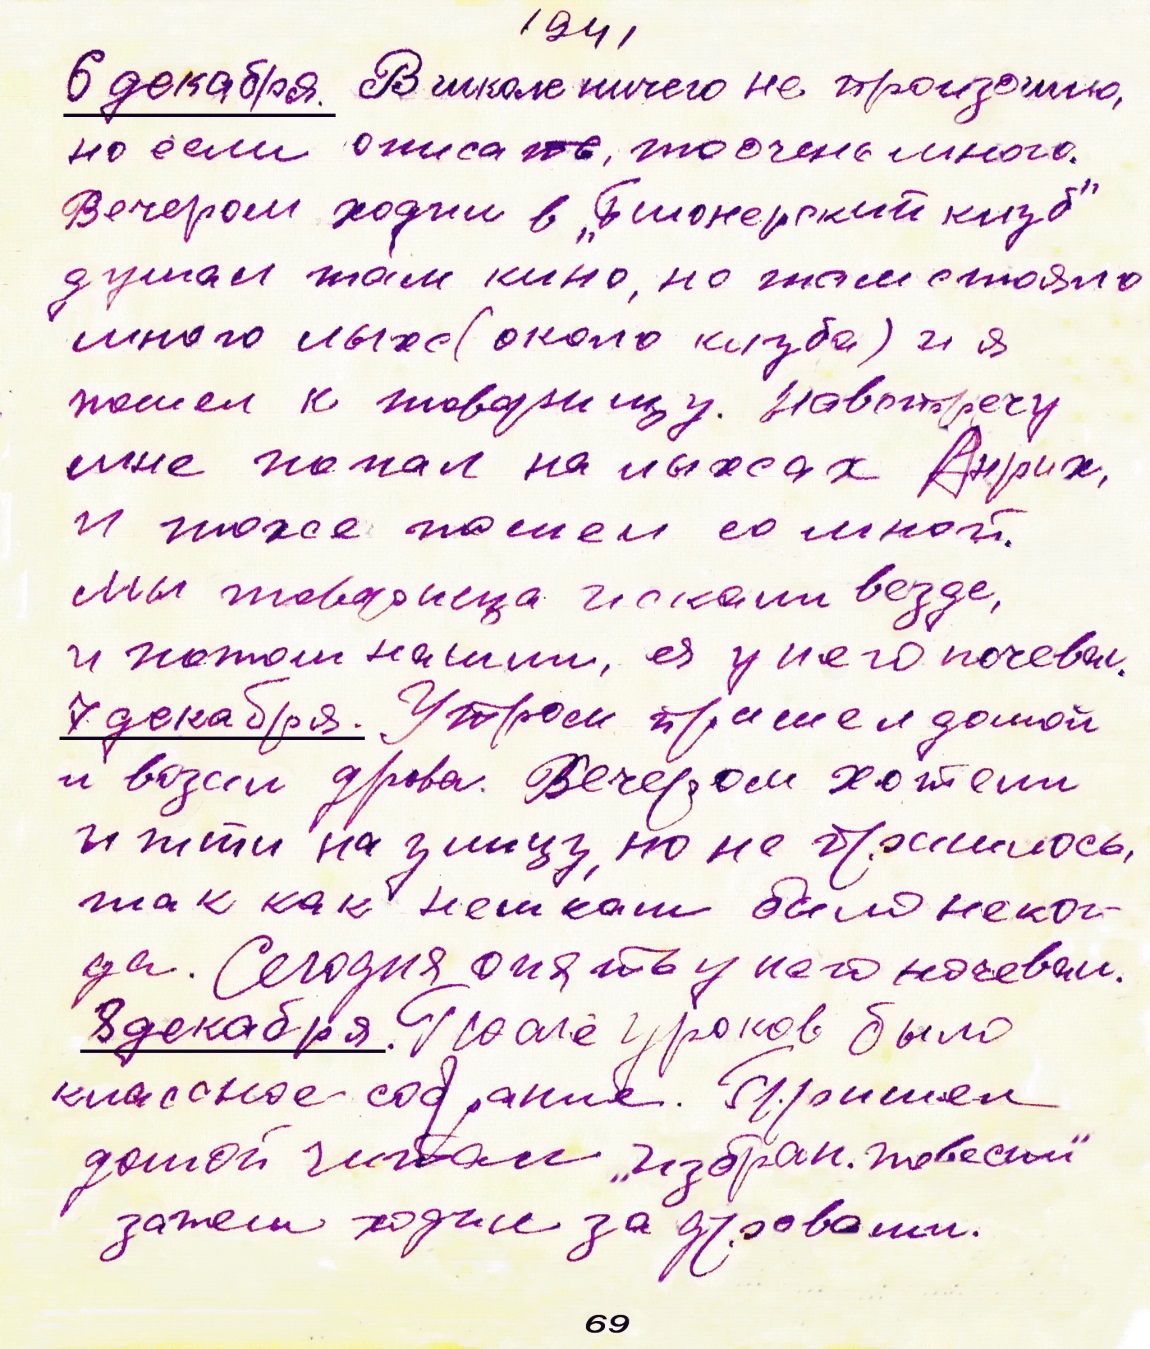 1941
6 декабря. В школе ничего не произошло,
но если описать, то очень много.
Вечером ходил в „Пионерский клуб"
думал там кино, но там стояло
много лыж (около клуба) и я
пошел к товарищу. Навстречу
мне попал на лыжах Андрих,
и тоже пошел со мной.
Мы товарища искали везде,
и потом нашли, и я у него ночевал.
7 декабря. Утром пришел домой
и возил дрова. Вечером хотели
итти на улицу, но не пришлось,
так как было неког-
да. Сегодня опять у него ночевал.
8 декабря. После уроков было
классное собрание. Пришел
домой читал „Избран. повести"
затем ходил за дровами.
69